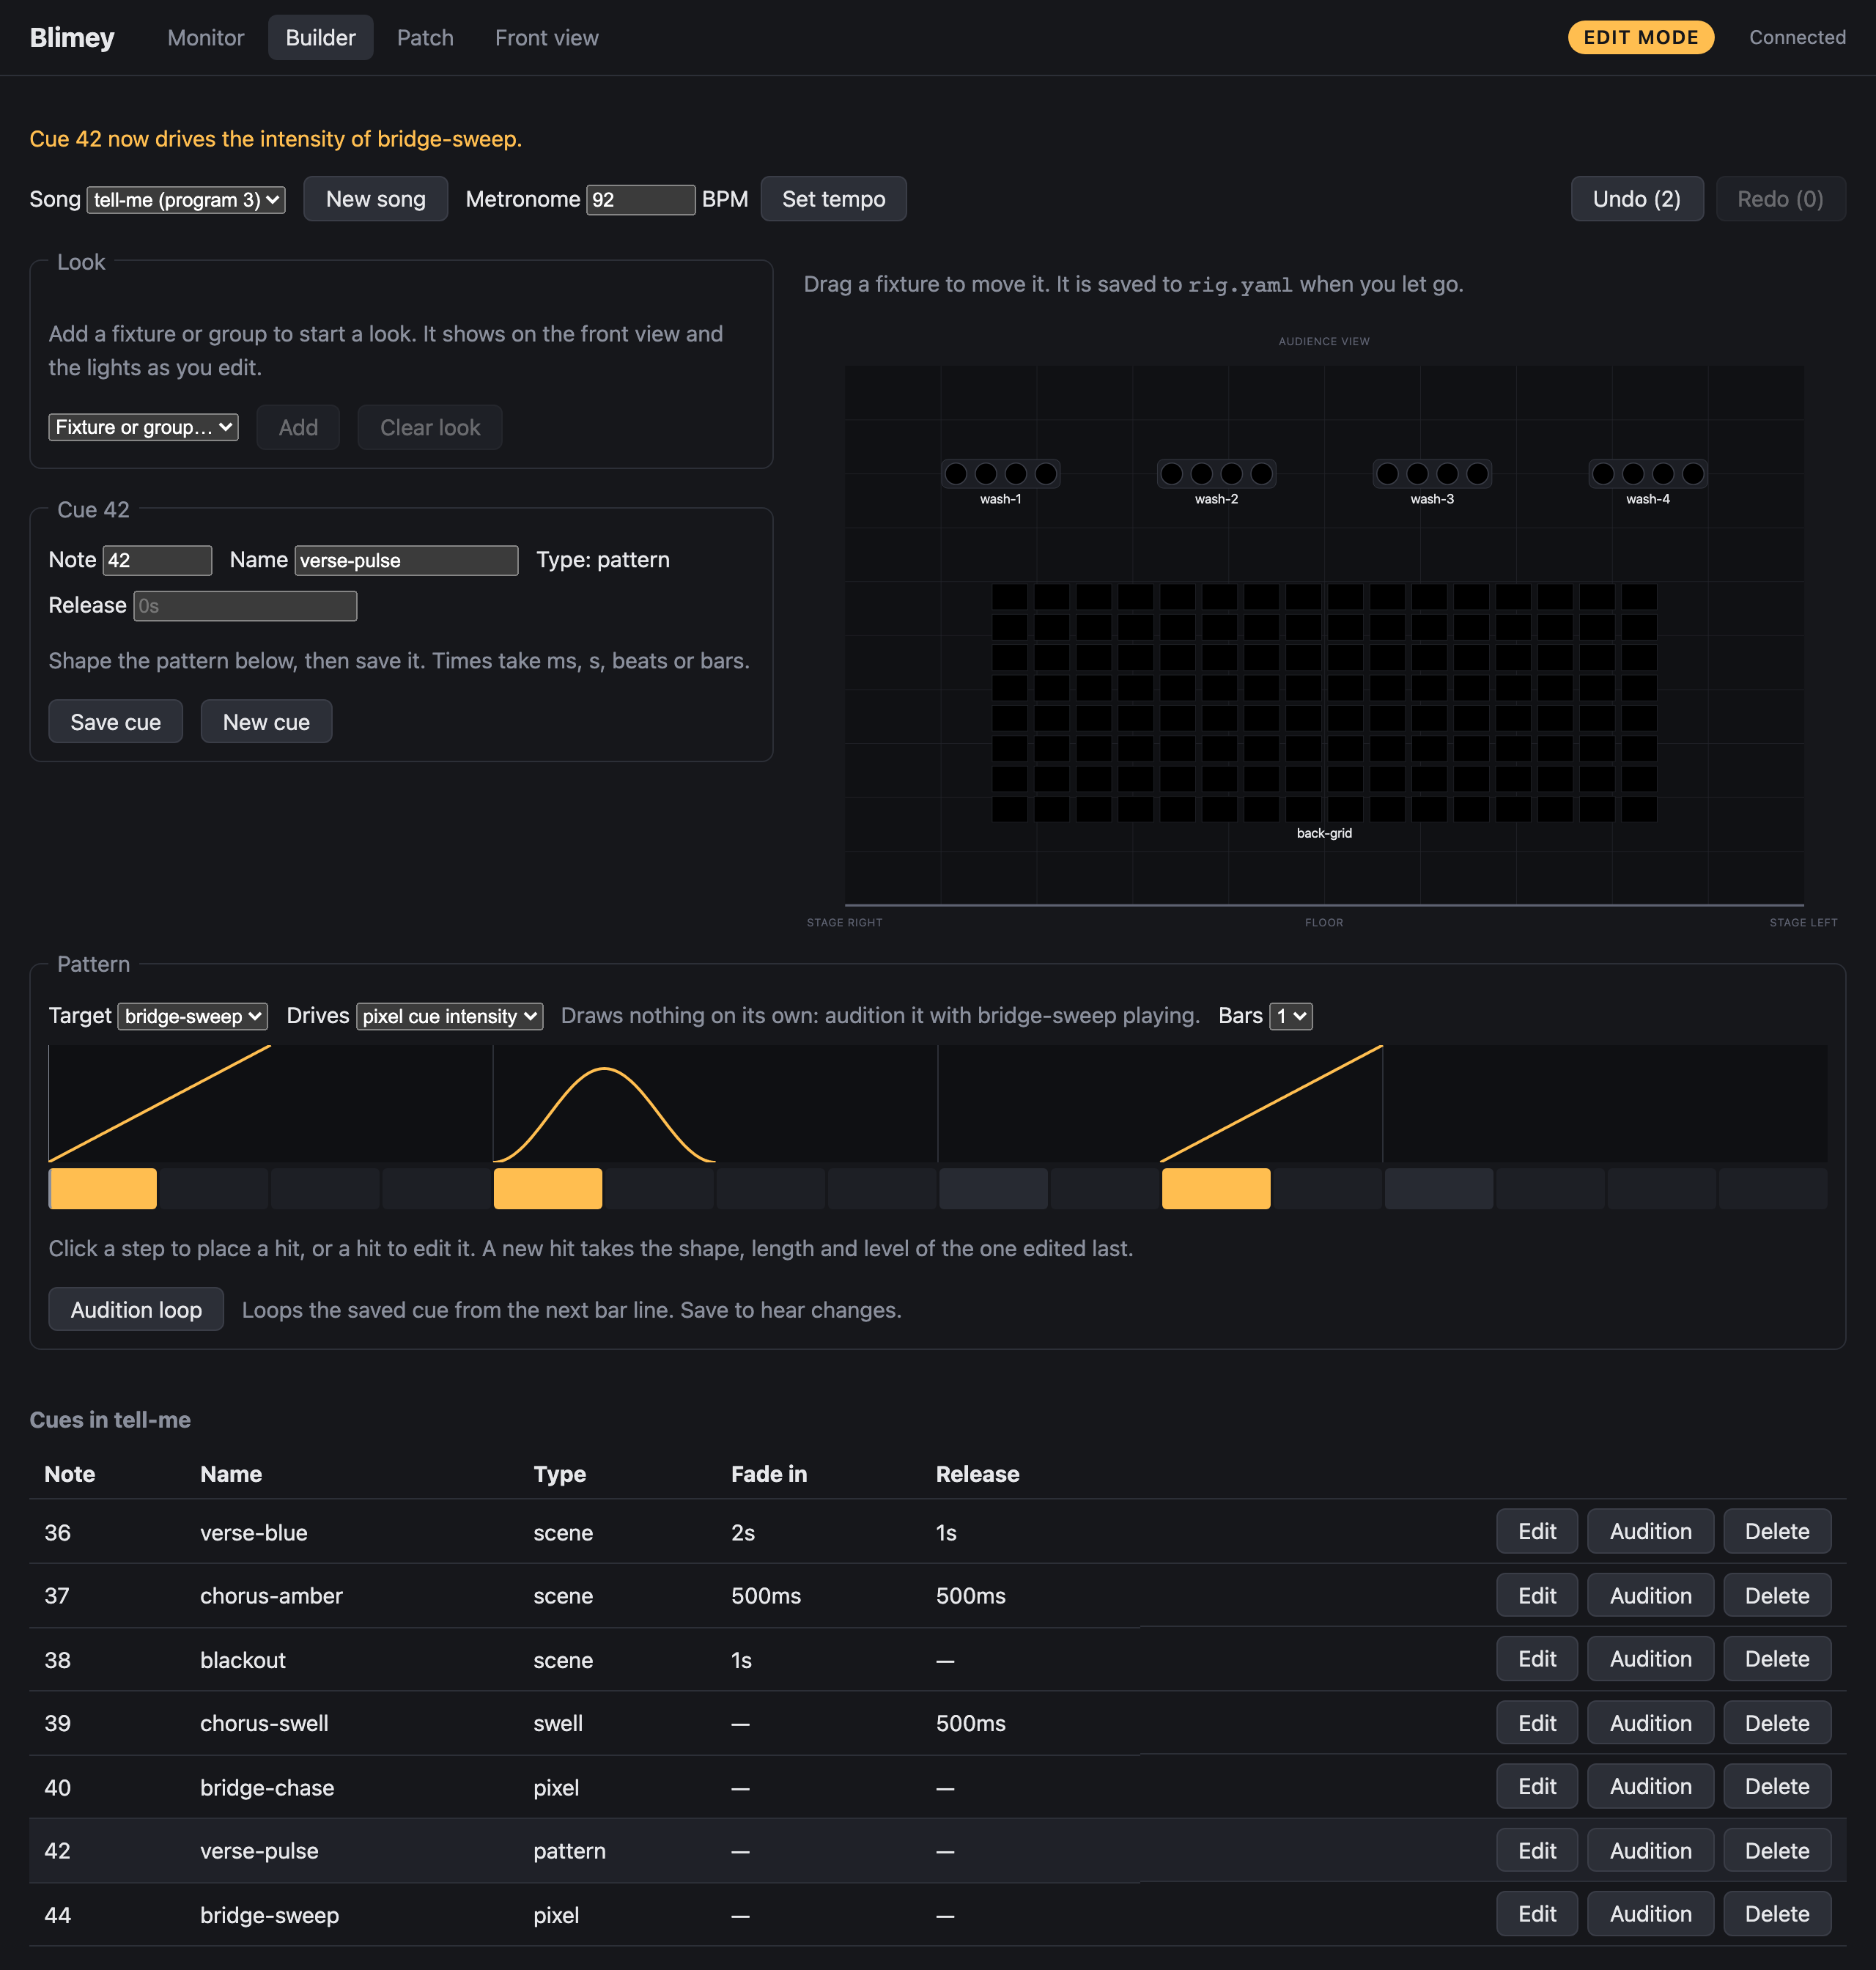 Blimey Monitor Builder Patch Front view EDIT MODE Connected
Cue 42 now drives the intensity of bridge-sweep.
Song tell-me (program 3) New song Metronome 92 BPM Set tempo Undo (2) Redo (0)
Look
Add a fixture or group to start a look. It shows on the front view and
the lights as you edit.
Fixture or group… Add Clear look
Cue 42
Note 42 Name verse-pulse Type: pattern
Release 0s
Shape the pattern below, then save it. Times take ms, s, beats or bars.
Save cue New cue
Drag a fixture to move it. It is saved to rig.yaml when you let go.
AUDIENCE VIEW
wash-1 wash-2 wash-3 wash-4
back-grid
STAGE RIGHT FLOOR STAGE LEFT
Pattern
Target bridge-sweep Drives pixel cue intensity Draws nothing on its own: audition it with bridge-sweep playing. Bars 1
Click a step to place a hit, or a hit to edit it. A new hit takes the shape, length and level of the one edited last.
Audition loop Loops the saved cue from the next bar line. Save to hear changes.
Cues in tell-me
Note Name Type Fade in Release
36 verse-blue scene 2s 1s Edit Audition Delete
37 chorus-amber scene 500ms 500ms Edit Audition Delete
38 blackout scene 1s — Edit Audition Delete
39 chorus-swell swell — 500ms Edit Audition Delete
40 bridge-chase pixel — — Edit Audition Delete
42 verse-pulse pattern — — Edit Audition Delete
44 bridge-sweep pixel — — Edit Audition Delete